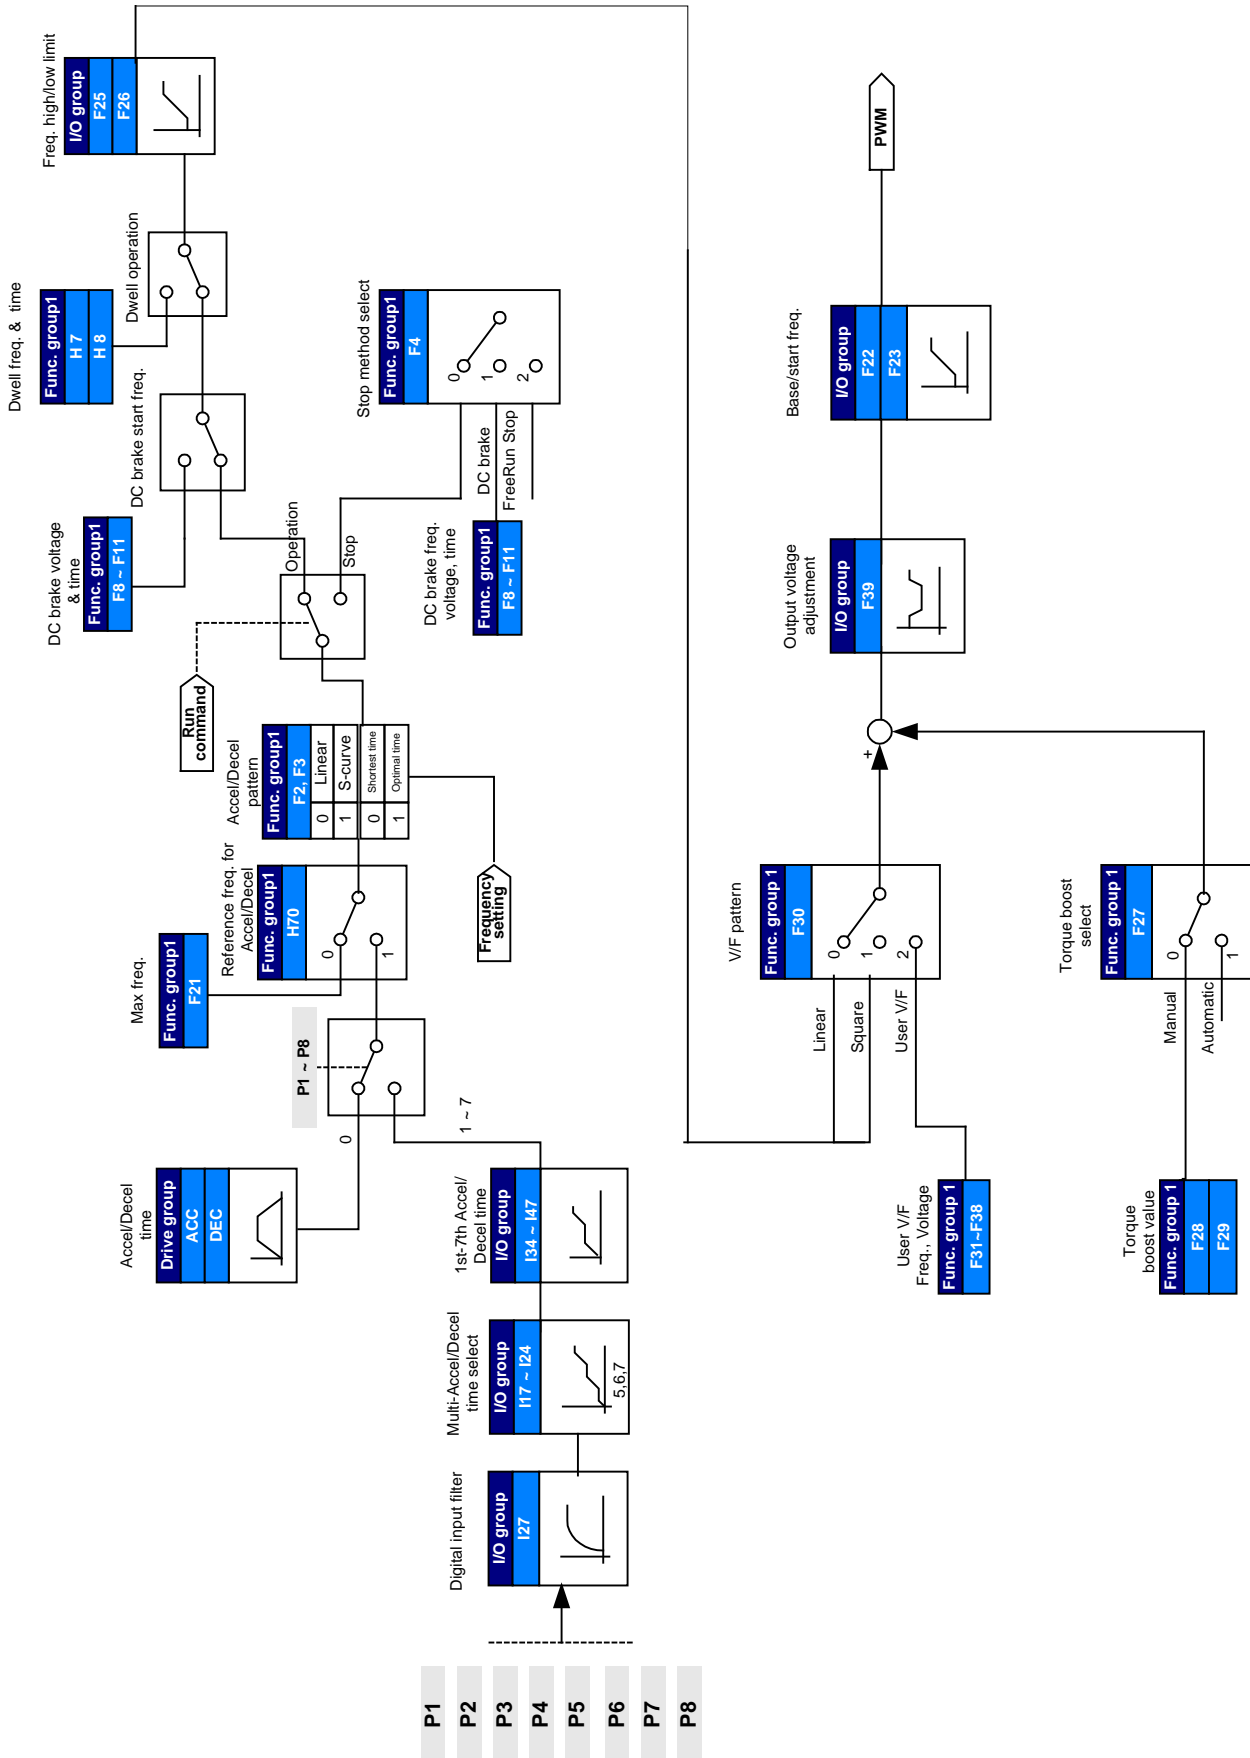 P1
P2
P3
P4
P5
P6
P7
P8
Digital input filter
I/O group
I27
Multi-Accel/Decel
time select
I/O group
I17 ~ I24
5,6,7
1st-7th Accel/
Decel time
I/O group
I34 ~ I47
Accel/Decel
time
Drive group
ACC
DEC
0
1 ~ 7
P1 ~ P8
Max freq.
Func. group1
F21
Reference freq. for
Accel/Decel
Func. group1
H70
0
1
Frequency
setting
Accel/Decel
pattern
Func. group1
F2, F3
0
Linear
1
S-curve
0
Shortest time
1
Optimal time
Run
command
Operation
Stop
DC brake voltage
& time
Func. group1
F8 ~ F11
DC brake start freq.
DC brake freq.
voltage, time
Func. group1
F8 ~ F11
DC brake
FreeRun Stop
Stop method select
Func. group1
F4
0
1
2
Dwell freq. & time
Func. group1
H 7
H 8
Dwell operation
Freq. high/low limit
I/O group
F25
F26
User V/F
Freq., Voltage
Func. group 1
F31~F38
Linear
Square
User V/F
V/F pattern
Func. group 1
F30
0
1
2
+
Torque
boost value
Func. group 1
F28
F29
Manual
Automatic
Torque boost
select
Func. group 1
F27
0
1
Output voltage
adjustment
I/O group
F39
Base/start freq.
I/O group
F22
F23
PWM